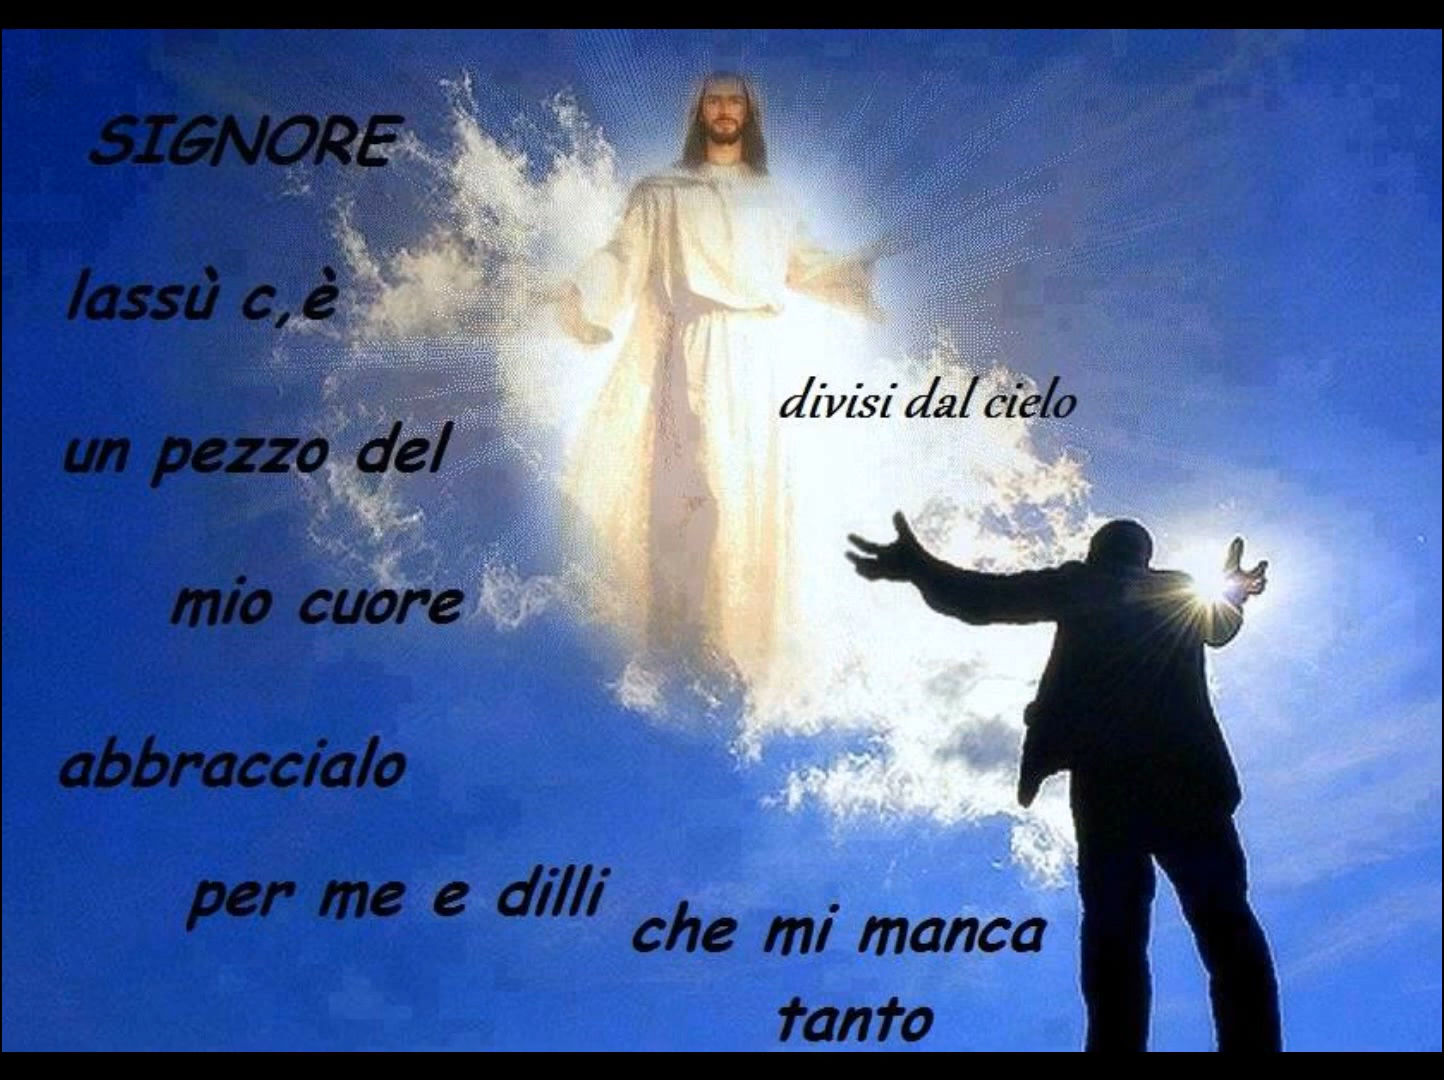 SIGNORE
lassù c,è
divisi dal cielo
un pezzo del
mio cuore
abbraccialo
per me e dilli
che mi manca
tanto